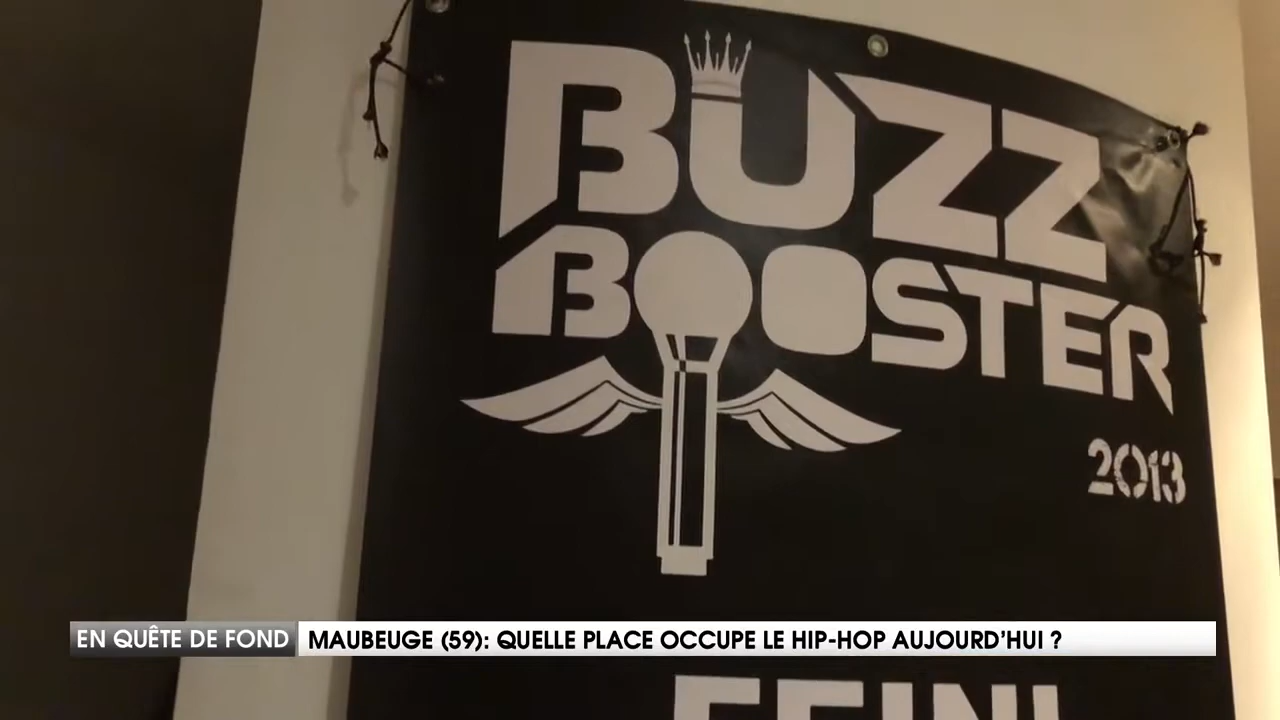 BUZZ
BOOSTER
2013
EN QUÊTE DE FOND
MAUBEUGE (59): QUELLE PLACE OCCUPE LE HIP-HOP AUJOURD'HUI ?